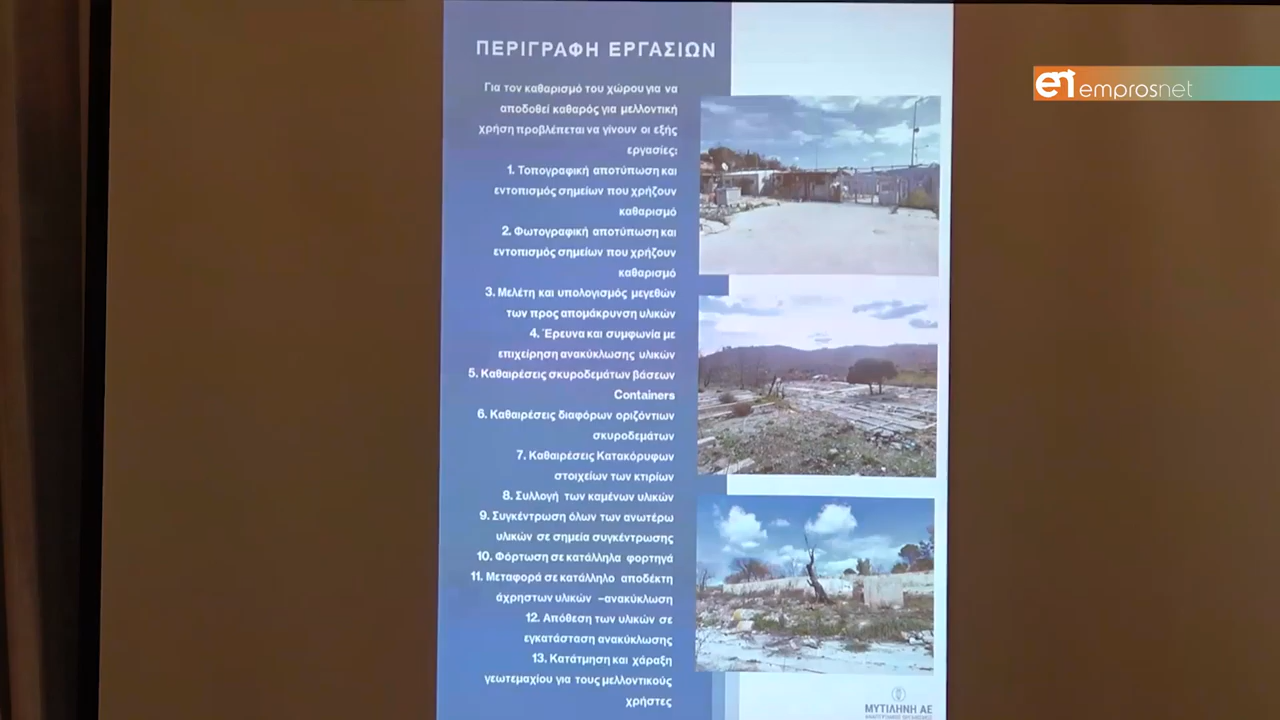 ΠΕΡΙΓΡΑΦΗ ΕΡΓΑΣΙΩΝ
Για τον καθαρισμό του χώρου για να
αποδοθεί καθαρός για μελλοντική
χρήση προβλέπεται να γίνουν οι εξής
εργασίες:
1. Τοπογραφική αποτύπωση και
εντοπισμός σημείων που χρήζουν
καθαρισμό
2. Φωτογραφική αποτύπωση και
εντοπισμός σημείων που χρήζουν
καθαρισμό
3. Μελέτη και υπολογισμός μεγεθών
των προς απομάκρυνση υλικών
4. Έρευνα και συμφωνία με
επιχείρηση ανακύκλωσης υλικών
5. Καθαιρέσεις σκυροδεμάτων βάσεων
Containers
6. Καθαιρέσεις διαφόρων οριζόντιων
σκυροδεμάτων
7. Καθαιρέσεις Κατακόρυφων
στοιχείων των κτιρίων
8. Συλλογή των καμένων υλικών
9. Συγκέντρωση όλων των ανωτέρω
υλικών σε σημεία συγκέντρωσης
10. Φόρτωση σε κατάλληλα φορτηγά
11. Μεταφορά σε κατάλληλο αποδέκτη
άχρηστων υλικών –ανακύκλωση
12. Απόθεση των υλικών σε
εγκατάσταση ανακύκλωσης
13. Κατάτμηση και χάραξη
γεωτεμαχίου για τους μελλοντικούς
χρήστες
emprosnet
ΜΥΤΙΛΗΝΗ ΑΕ